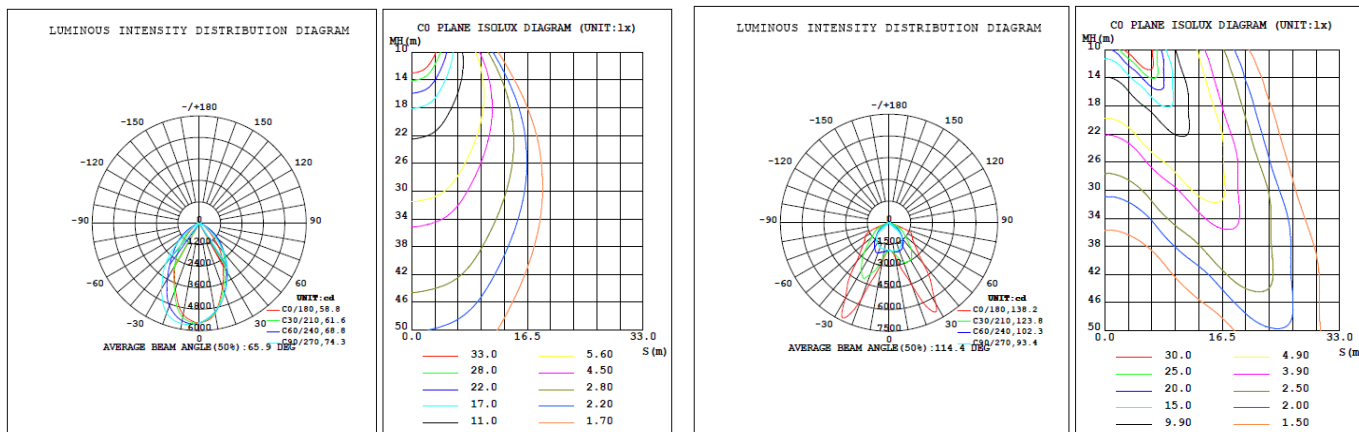 LUMINOUS INTENSITY DISTRIBUTION DIAGRAM
-/+180
-150 150
-120 120
-90 90
-60 60
-30 30
0
0
1200
2400
3600
4800
6000
UNIT:cd
C0/180,58.8
C30/210,61.6
C60/240,68.8
C90/270,74.3
AVERAGE BEAM ANGLE(50%):65.9 DEG
C0 PLANE ISOLUX DIAGRAM (UNIT:lx)
MH(m)
10
14
18
22
26
30
34
38
42
46
50
0.0 16.5 33.0
S(m)
33.0 5.60
28.0 4.50
22.0 2.80
17.0 2.20
11.0 1.70
LUMINOUS INTENSITY DISTRIBUTION DIAGRAM
-/+180
-150 150
-120 120
-90 90
-60 60
-30 30
0
0
1500
3000
4500
6000
7500
UNIT:cd
C0/180,138.2
C30/210,123.8
C60/240,102.3
C90/270,93.4
AVERAGE BEAM ANGLE(50%):114.4 DEG
C0 PLANE ISOLUX DIAGRAM (UNIT:lx)
MH(m)
10
14
18
22
26
30
34
38
42
46
50
0.0 16.5 33.0
S(m)
30.0 4.90
25.0 3.90
20.0 2.50
15.0 2.00
9.90 1.50